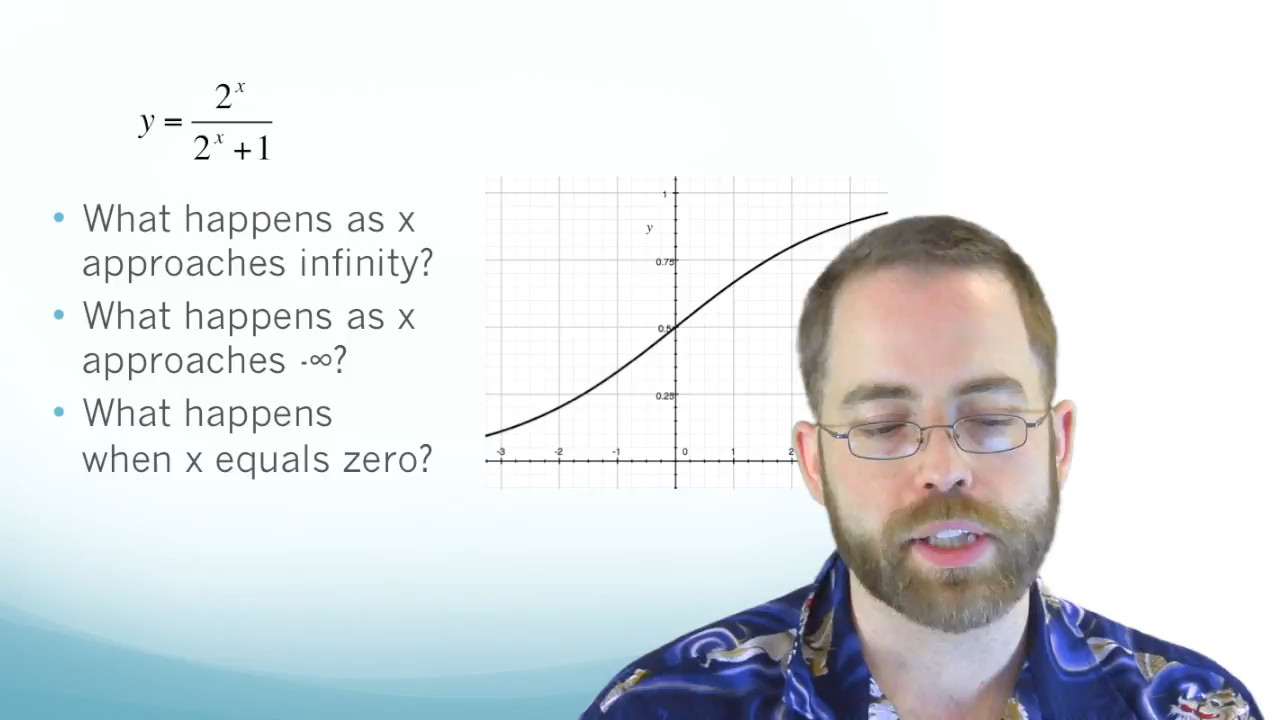 y = 2^x / (2^x + 1)
• What happens as x
approaches infinity?
• What happens as x
approaches -∞?
• What happens
when x equals zero?
1
y
0.75
0.5
0.25
-3 -2 -1 0 1 2